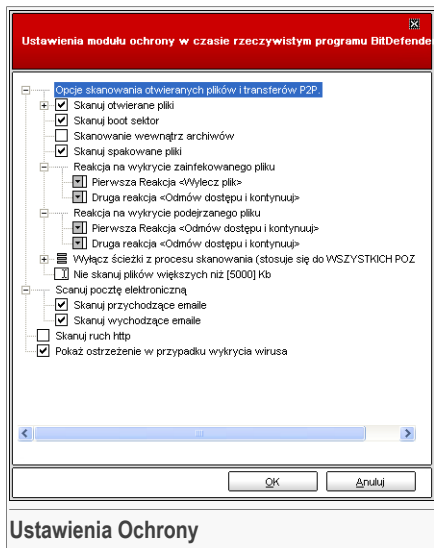 Ustawienia modułu ochrony w czasie rzeczywistym programu BitDefende
Opcje skanowania otwieranych plików i transferów P2P.
Skanuj otwierane pliki
Skanuj boot sektor
Skanowanie wewnątrz archiwów
Skanuj spakowane pliki
Reakcja na wykrycie zainfekowanego pliku
Pierwsza Reakcja <Wylecz plik>
Druga reakcja <Odmów dostępu i kontynuuj>
Reakcja na wykrycie podejrzanego pliku
Pierwsza Reakcja <Odmów dostępu i kontynuuj>
Druga reakcja <Odmów dostępu i kontynuuj>
Wyłącz ścieżki z procesu skanowania (stosuje się do WSZYSTKICH POZ
Nie skanuj plików większych niż [5000] Kb
Scanuj pocztę elektroniczną
Skanuj przychodzące emaile
Skanuj wychodzące emaile
Skanuj ruch http
Pokaż ostrzeżenie w przypadku wykrycia wirusa
OK Anuluj
Ustawienia Ochrony